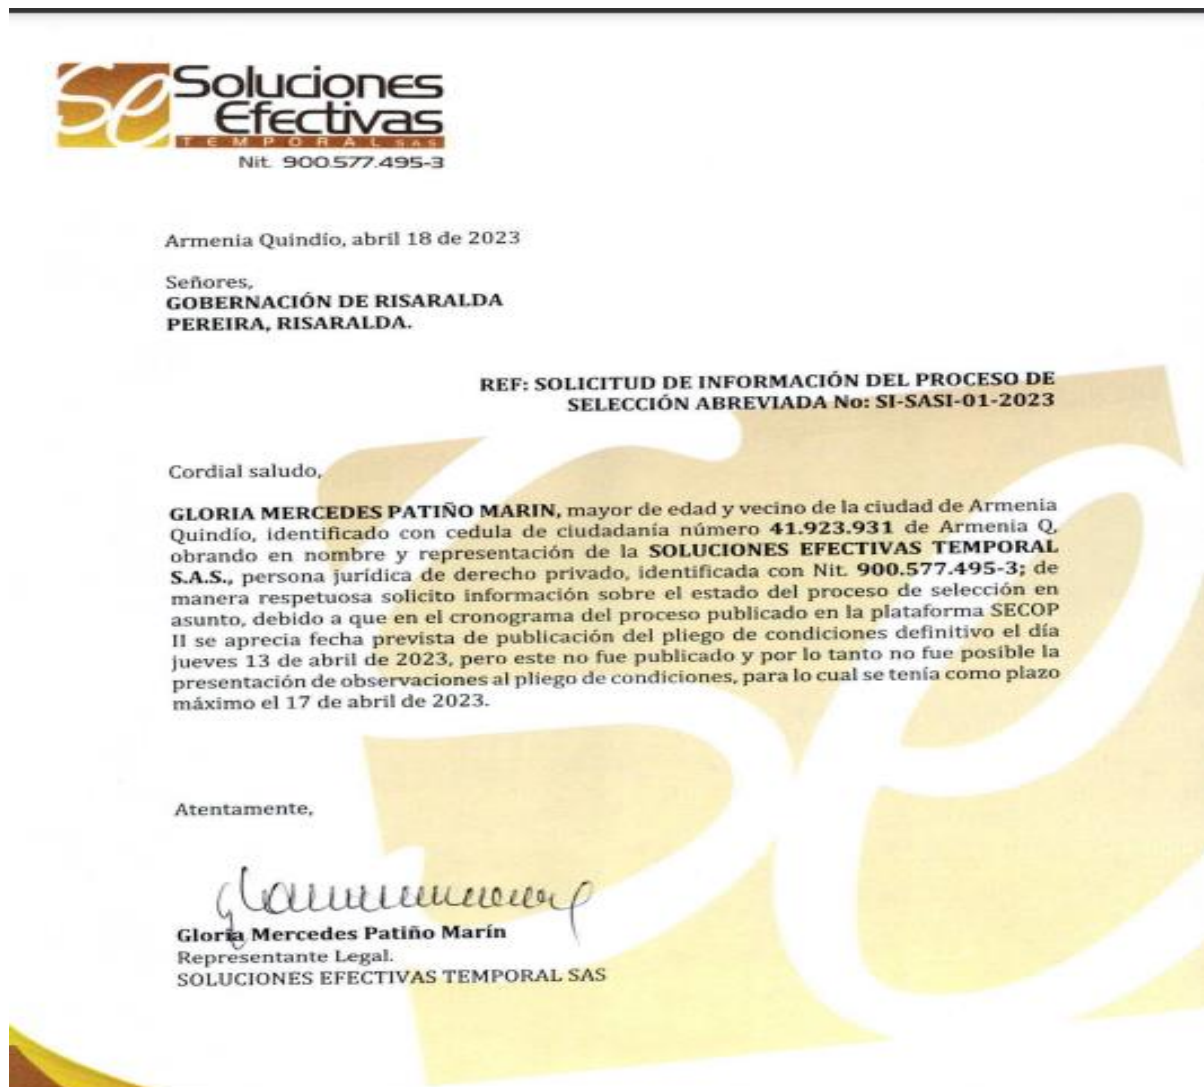 Soluciones
Efectivas
TEMPORAL SAS
Nit. 900.577.495-3
Armenia Quindío, abril 18 de 2023
Señores,
GOBERNACIÓN DE RISARALDA
PEREIRA, RISARALDA.
REF: SOLICITUD DE INFORMACIÓN DEL PROCESO DE
SELECCIÓN ABREVIADA No: SI-SASI-01-2023
Cordial saludo,
GLORIA MERCEDES PATIÑO MARIN, mayor de edad y vecino de la ciudad de Armenia
Quindío, identificado con cedula de ciudadanía número 41.923.931 de Armenia Q,
obrando en nombre y representación de la SOLUCIONES EFECTIVAS TEMPORAL
S.A.S., persona jurídica de derecho privado, identificada con Nit. 900.577.495-3; de
manera respetuosa solicito información sobre el estado del proceso de selección en
asunto, debido a que en el cronograma del proceso publicado en la plataforma SECOP
II se aprecia fecha prevista de publicación del pliego de condiciones definitivo el día
jueves 13 de abril de 2023, pero este no fue publicado y por lo tanto no fue posible la
presentación de observaciones al pliego de condiciones, para lo cual se tenía como plazo
máximo el 17 de abril de 2023.
Atentamente,
Gloria Mercedes Patiño Marín
Representante Legal.
SOLUCIONES EFECTIVAS TEMPORAL SAS